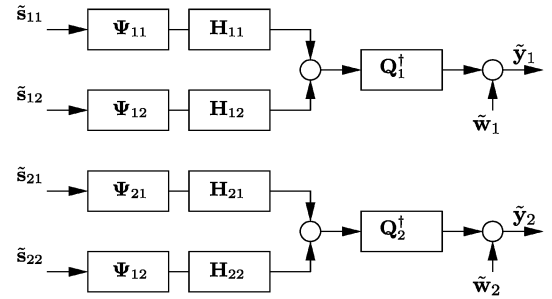 s̃₁₁ Ψ₁₁ H₁₁
Q₁† ỹ₁
s̃₁₂ Ψ₁₂ H₁₂
w̃₁
s̃₂₁ Ψ₂₁ H₂₁
Q₂† ỹ₂
s̃₂₂ Ψ₁₂ H₂₂
w̃₂